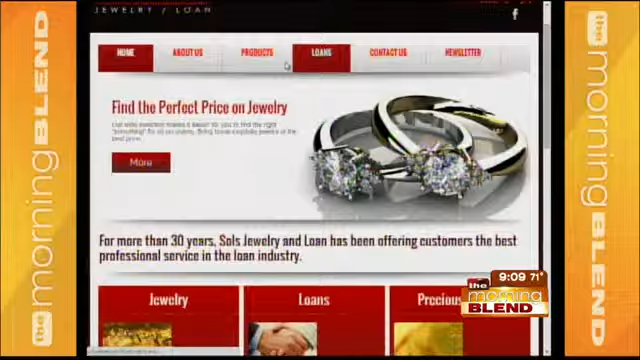 JEWELRY / LOAN
f
HOME
ABOUT US
PRODUCTS
LOANS
CONTACT US
NEWSLETTER
Find the Perfect Price on Jewelry
best price.
More
For more than 30 years, Sols Jewelry and Loan has been offering customers the best
professional service in the loan industry.
Jewelry
Loans
Precious
9:09 71°
the
morning
BLEND
the morning BLEND
the morning BLEND